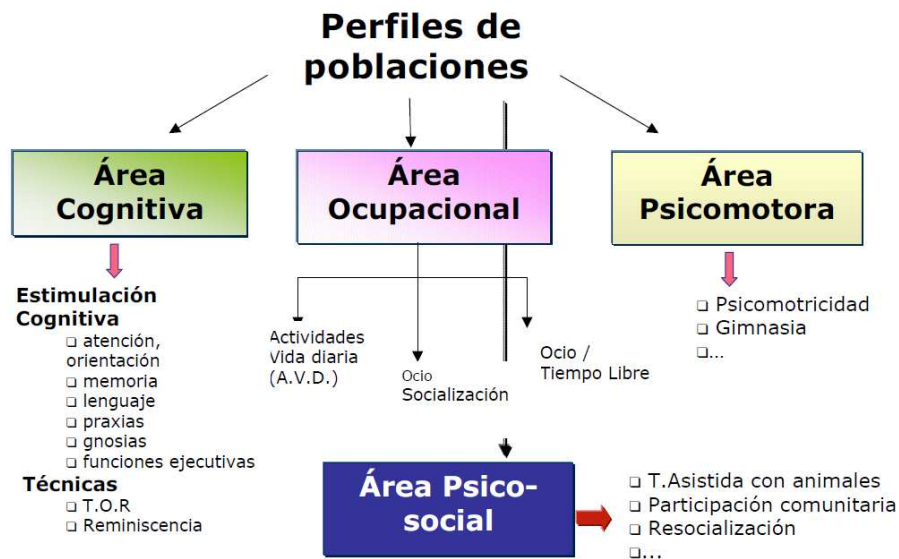 Perfiles de
poblaciones
Área
Cognitiva
Área
Ocupacional
Área
Psicomotora
Estimulación
Cognitiva
❑ atención,
orientación
❑ memoria
❑ lenguaje
❑ praxias
❑ gnosias
❑ funciones ejecutivas
Técnicas
❑ T.O.R
❑ Reminiscencia
Actividades
Vida diaria
(A.V.D.)
Ocio
Socialización
Ocio /
Tiempo Libre
❑ Psicomotricidad
❑ Gimnasia
❑...
Área Psico-
social
❑ T.Asistida con animales
❑ Participación comunitaria
❑ Resocialización
❑...